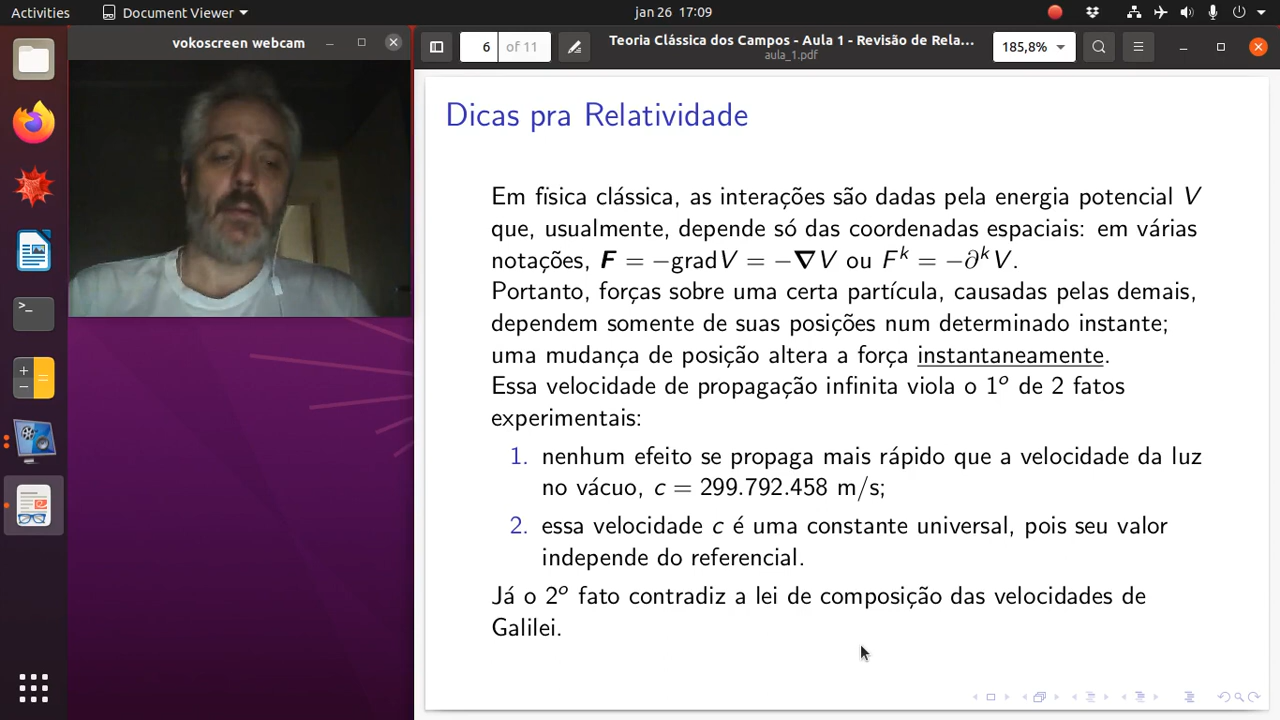 Activities
Document Viewer
jan 26 17:09
vokoscreen webcam
6 of 11
Teoria Clássica dos Campos - Aula 1 - Revisão de Rela...
aula_1.pdf
185,8%
Dicas pra Relatividade
Em física clássica, as interações são dadas pela energia potencial V
que, usualmente, depende só das coordenadas espaciais: em várias
notações, F = −gradV = −∇V ou Fᵏ = −∂ᵏV.
Portanto, forças sobre uma certa partícula, causadas pelas demais,
dependem somente de suas posições num determinado instante;
uma mudança de posição altera a força instantaneamente.
Essa velocidade de propagação infinita viola o 1º de 2 fatos
experimentais:
1. nenhum efeito se propaga mais rápido que a velocidade da luz
no vácuo, c = 299.792.458 m/s;
2. essa velocidade c é uma constante universal, pois seu valor
independe do referencial.
Já o 2º fato contradiz a lei de composição das velocidades de
Galilei.